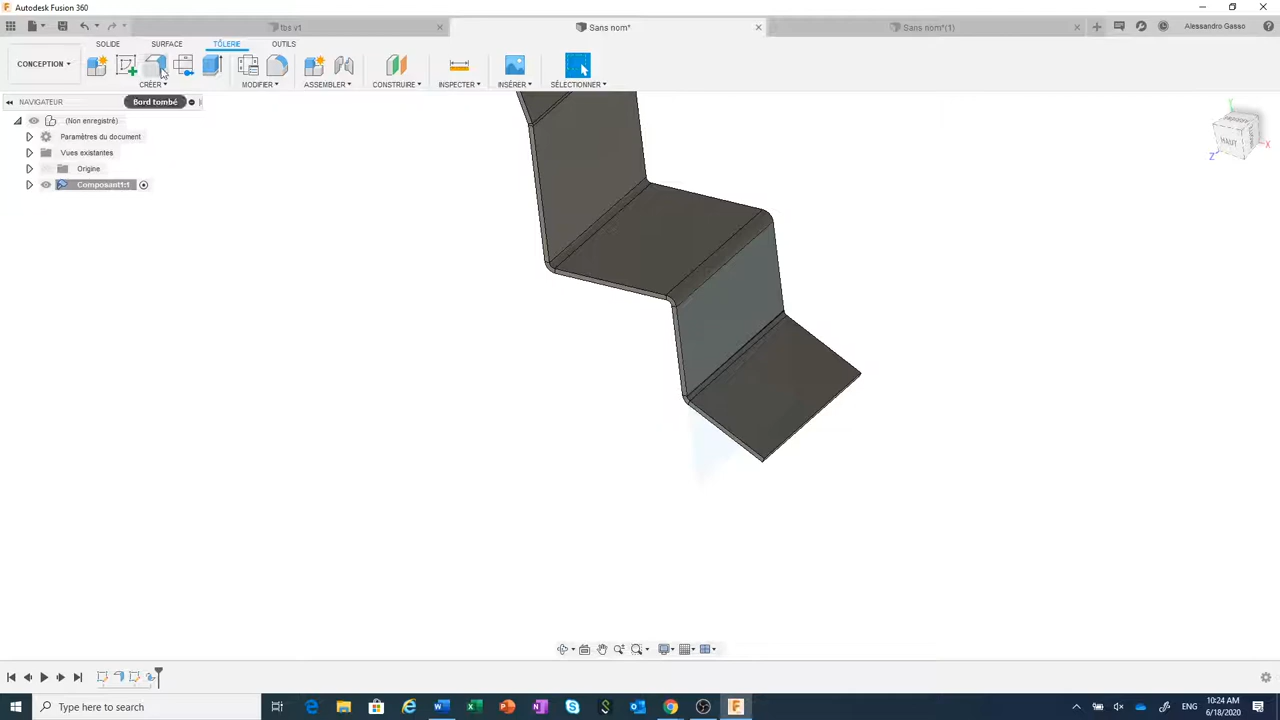 Autodesk Fusion 360
tbs v1
Sans nom*
Sans nom*(1)
Alessandro Gasso
SOLIDE
SURFACE
TÔLERIE
OUTILS
CONCEPTION
CRÉER
MODIFIER
ASSEMBLER
CONSTRUIRE
INSPECTER
INSÉRER
SÉLECTIONNER
NAVIGATEUR
Bord tombé
(Non enregistré)
Paramètres du document
Vues existantes
Origine
Composant1:1
HAUT
X
Z
Type here to search
ENG
10:24 AM
6/18/2020